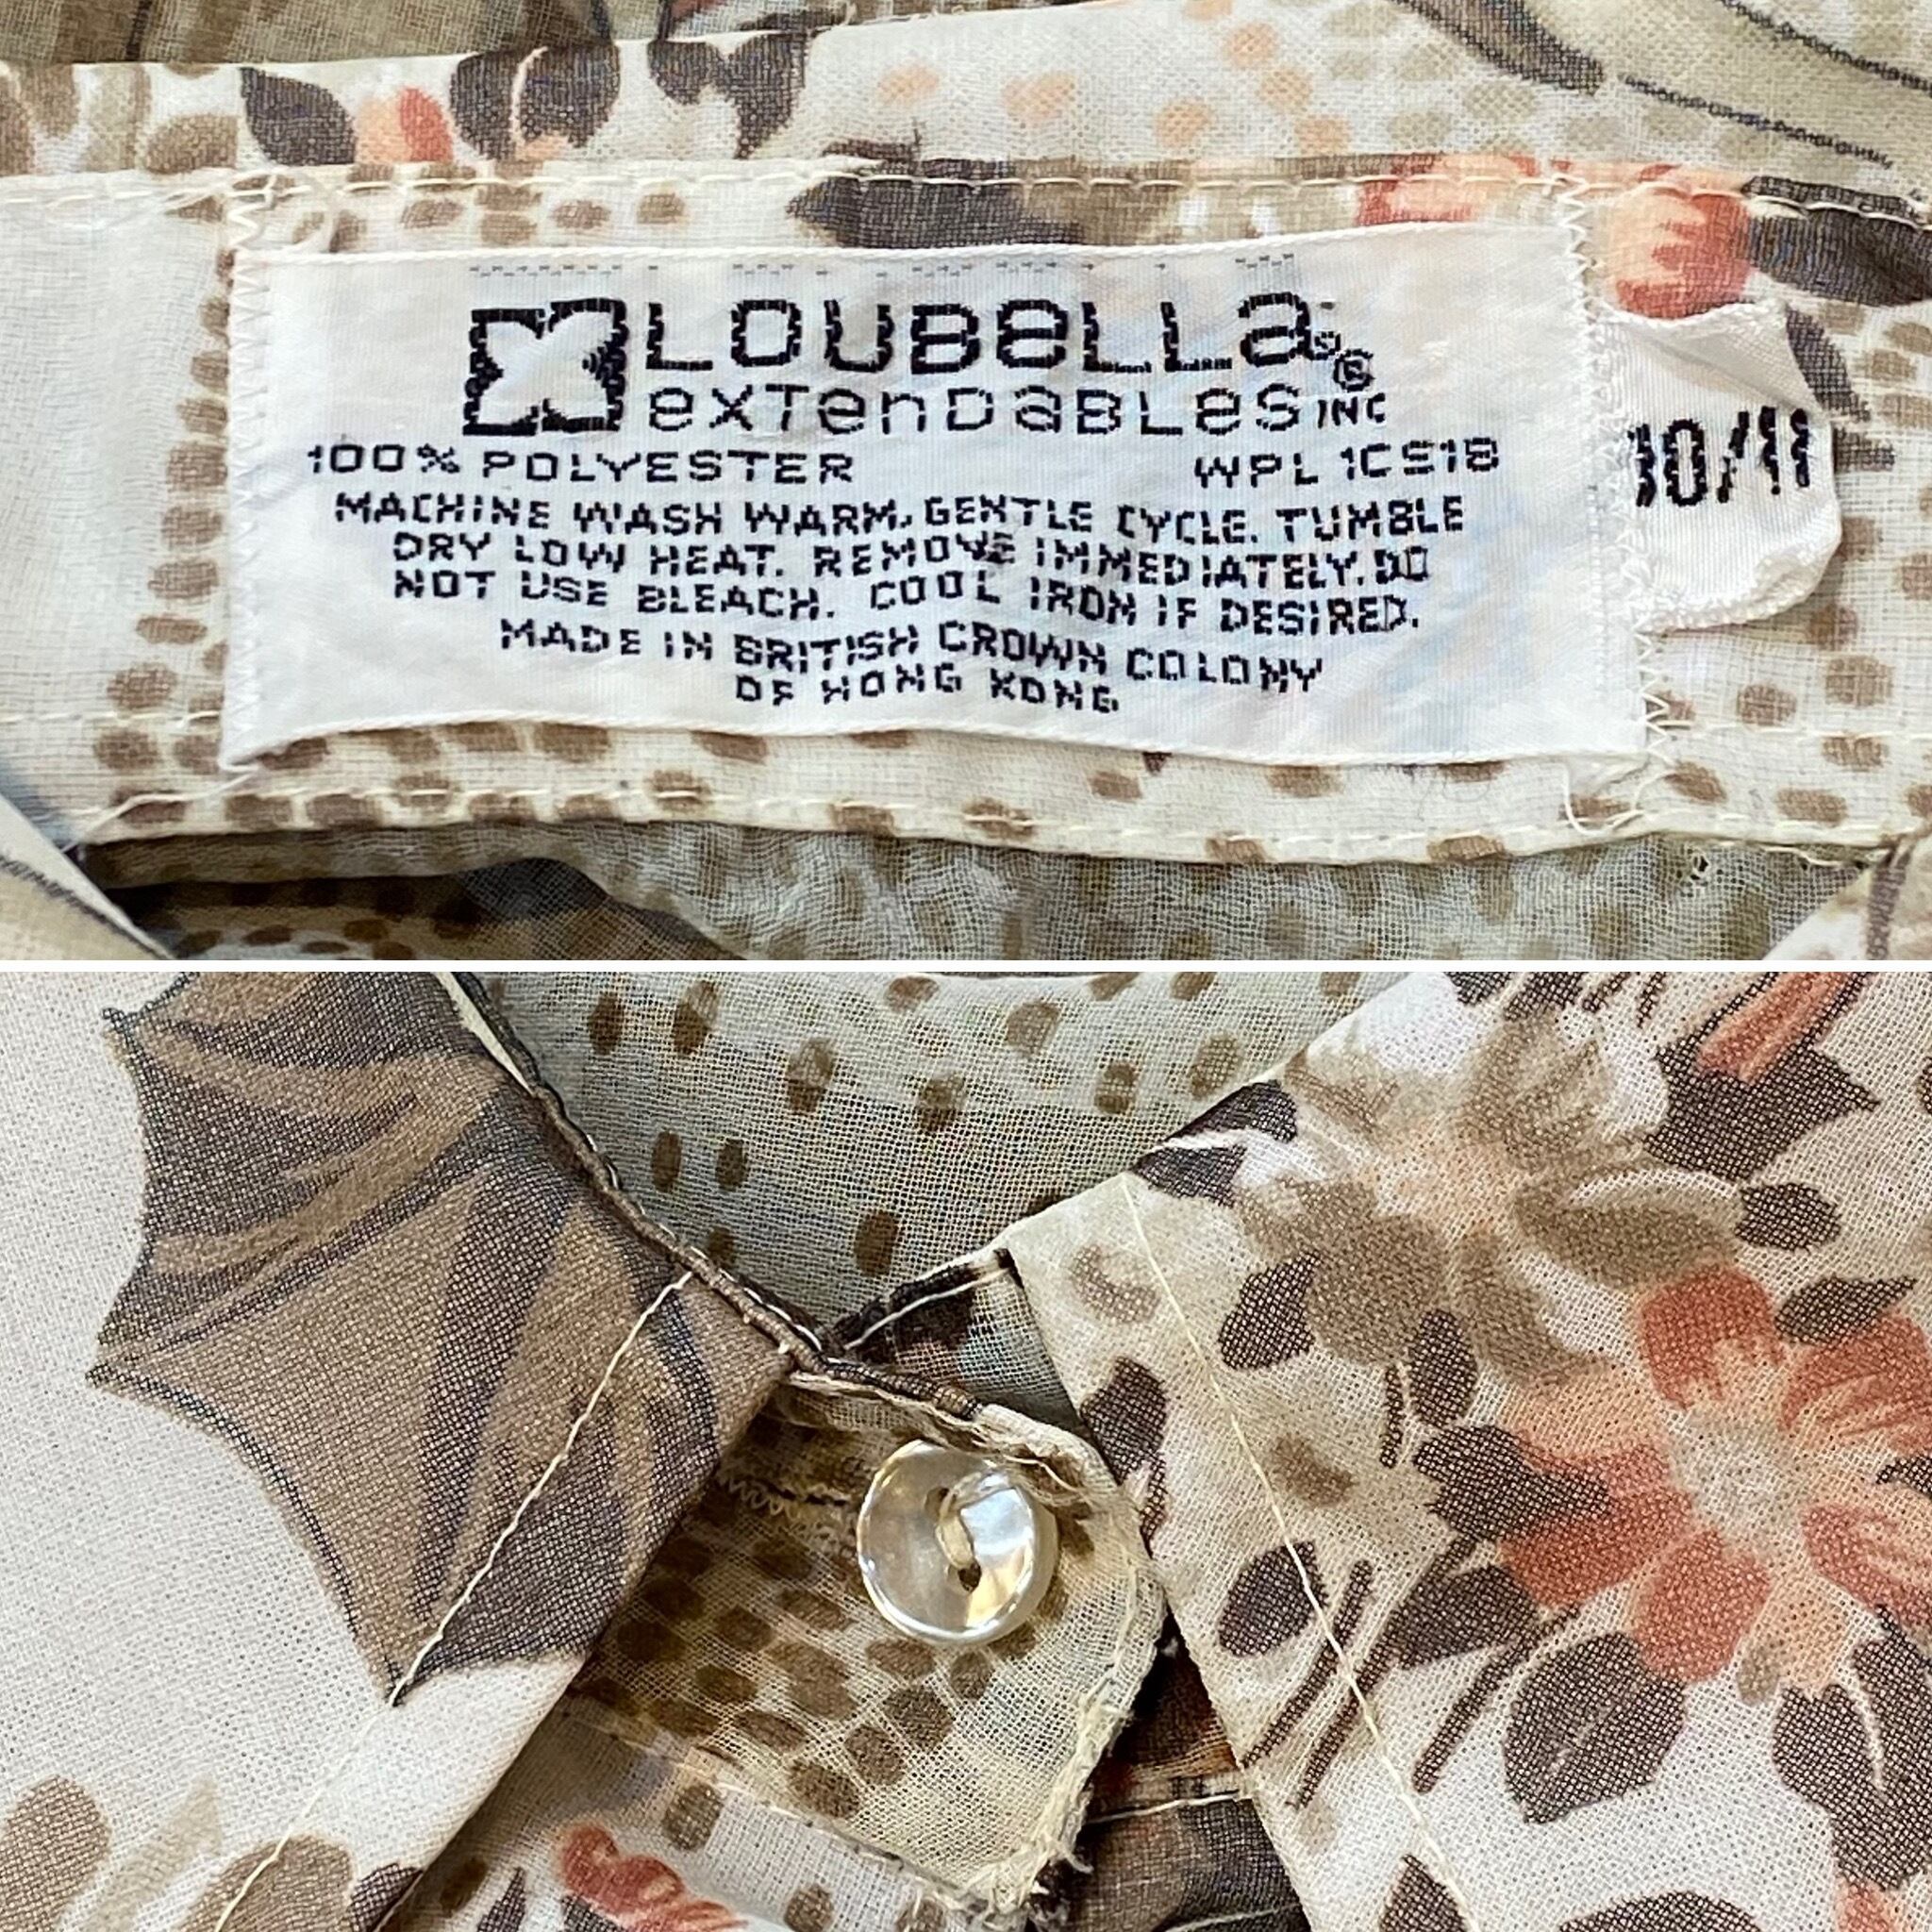 LOUBELLA ®
EXTENDABLES INC
100% POLYESTER WPL 10518
MACHINE WASH WARM, GENTLE CYCLE. TUMBLE
DRY LOW HEAT. REMOVE IMMEDIATELY. DO
NOT USE BLEACH. COOL IRON IF DESIRED.
MADE IN BRITISH CROWN COLONY
OF HONG KONG
10/11